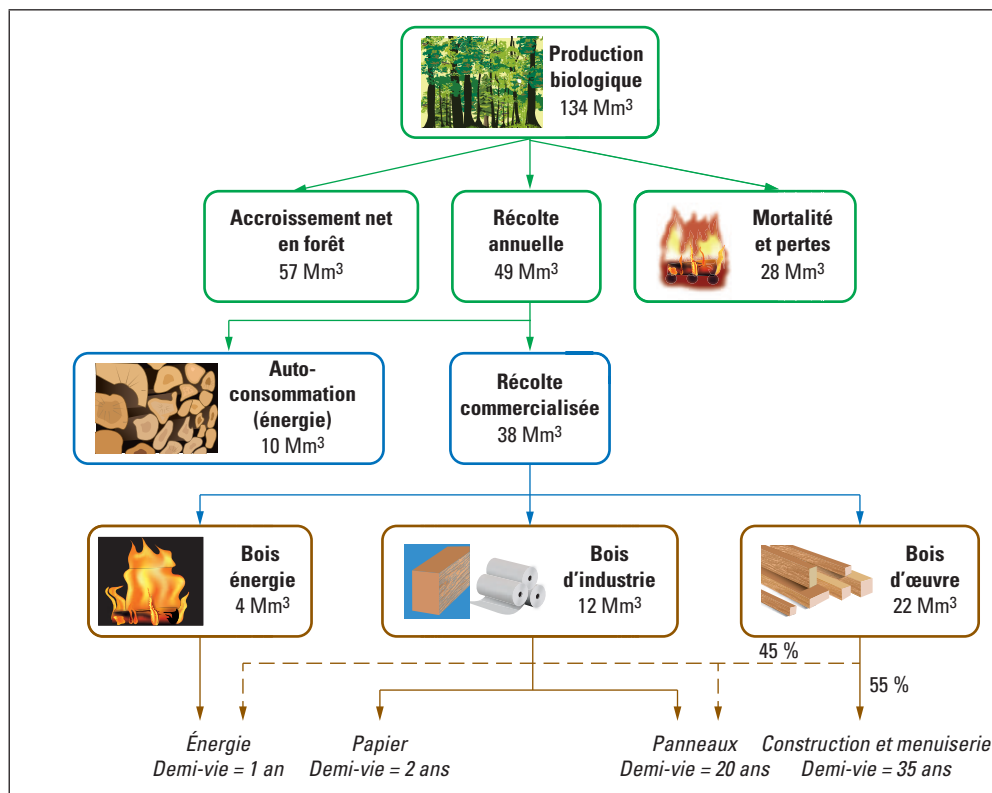 Production
biologique
134 Mm³
Accroissement net
en forêt
57 Mm³
Récolte
annuelle
49 Mm³
Mortalité
et pertes
28 Mm³
Auto-
consommation
(énergie)
10 Mm³
Récolte
commercialisée
38 Mm³
Bois
énergie
4 Mm³
Bois
d'industrie
12 Mm³
Bois
d'œuvre
22 Mm³
45 %
55 %
Énergie
Demi-vie = 1 an
Papier
Demi-vie = 2 ans
Panneaux
Demi-vie = 20 ans
Construction et menuiserie
Demi-vie = 35 ans